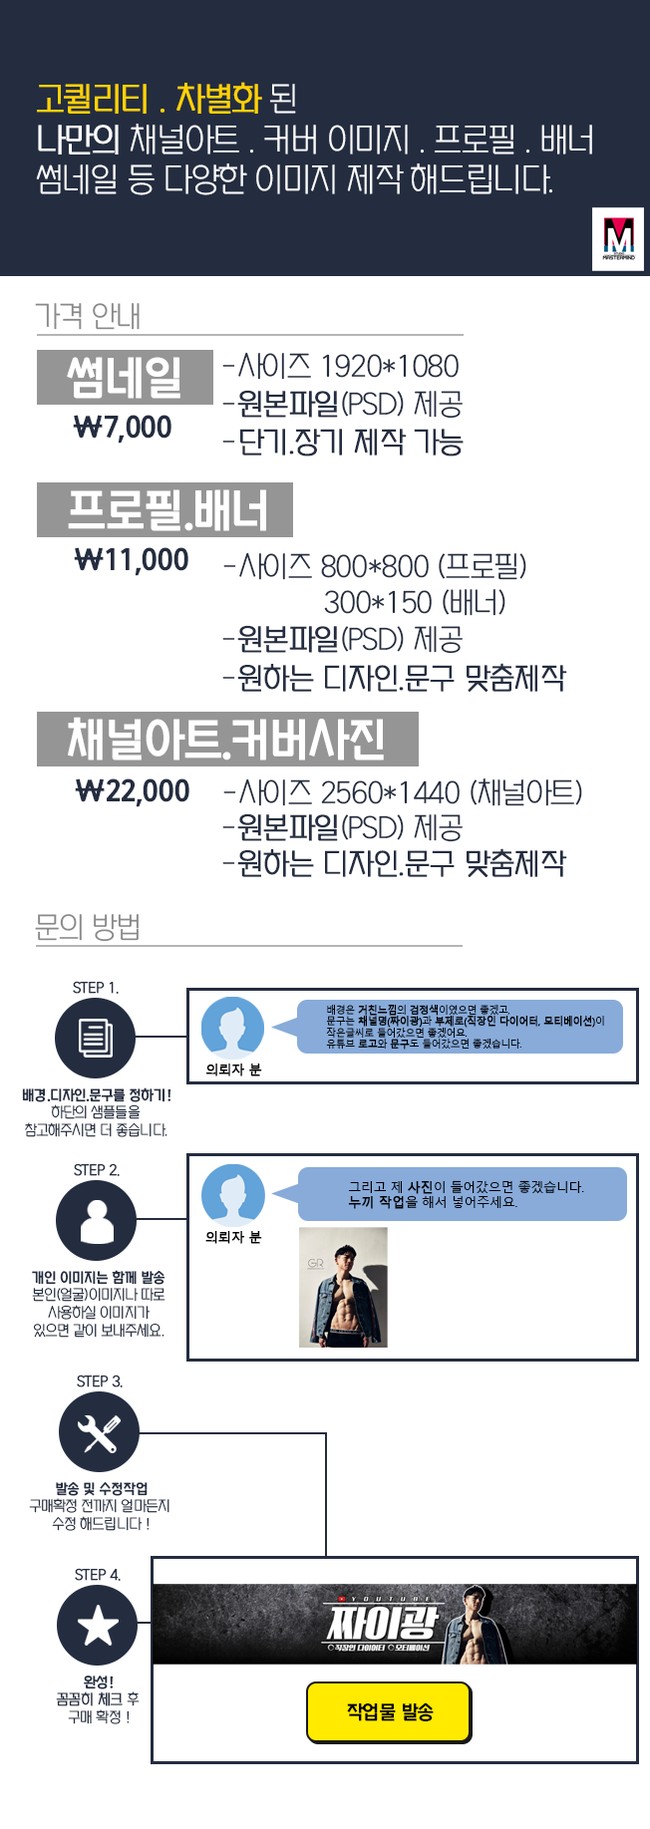 고퀄리티 . 차별화 된
나만의 채널아트 . 커버 이미지 . 프로필 . 배너
썸네일 등 다양한 이미지 제작 해드립니다.
M
MASTERMIND
가격 안내
썸네일
₩7,000
-사이즈 1920*1080
-원본파일(PSD) 제공
-단기.장기 제작 가능
프로필.배너
₩11,000
-사이즈 800*800 (프로필)
300*150 (배너)
-원본파일(PSD) 제공
-원하는 디자인.문구 맞춤제작
채널아트.커버사진
₩22,000
-사이즈 2560*1440 (채널아트)
-원본파일(PSD) 제공
-원하는 디자인.문구 맞춤제작
문의 방법
STEP 1.
배경.디자인.문구를 정하기!
하단의 샘플들을
참고해주시면 더 좋습니다.
의뢰자 분
배경은 거친느낌의 검정색이였으면 좋겠고,
문구는 채널명(짜이광)과 부제로(직장인 다이어터, 모티베이션)이
작은글씨로 들어갔으면 좋겠어요.
유튜브 로고와 문구도 들어갔으면 좋겠습니다.
STEP 2.
개인 이미지는 함께 발송
본인(얼굴)이미지나 따로
사용하실 이미지가
있으면 같이 보내주세요.
의뢰자 분
그리고 제 사진이 들어갔으면 좋겠습니다.
누끼 작업을 해서 넣어주세요.
GR
STEP 3.
발송 및 수정작업
구매확정 전까지 얼마든지
수정 해드립니다 !
STEP 4.
완성!
꼼꼼히 체크 후
구매 확정 !
YOUTUBE
짜이광
직장인 다이어터 모티베이션
작업물 발송